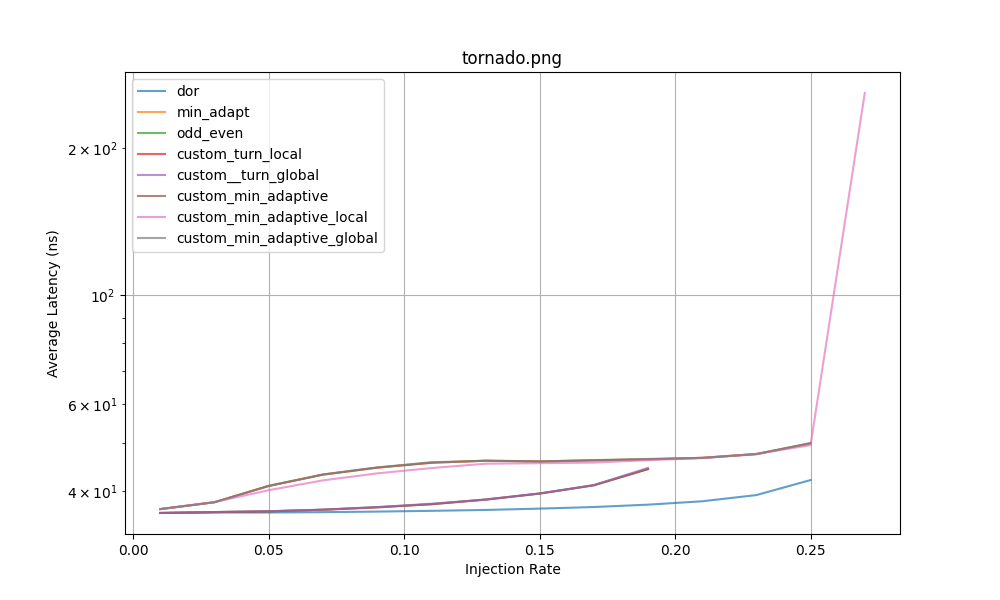 tornado.png
dor
min_adapt
odd_even
custom_turn_local
custom__turn_global
custom_min_adaptive
custom_min_adaptive_local
custom_min_adaptive_global
Average Latency (ns)
2 × 10²
10²
6 × 10¹
4 × 10¹
0.00 0.05 0.10 0.15 0.20 0.25
Injection Rate